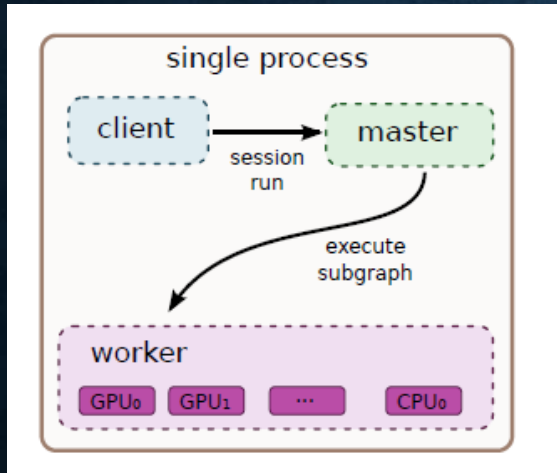 single process
client
master
session
run
execute
subgraph
worker
GPU₀ GPU₁ ... CPU₀